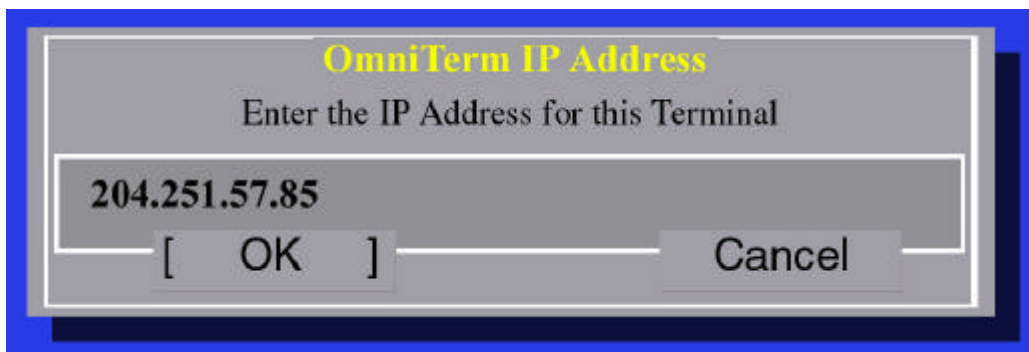 OmniTerm IP Address
Enter the IP Address for this Terminal
204.251.57.85
[ OK ] Cancel